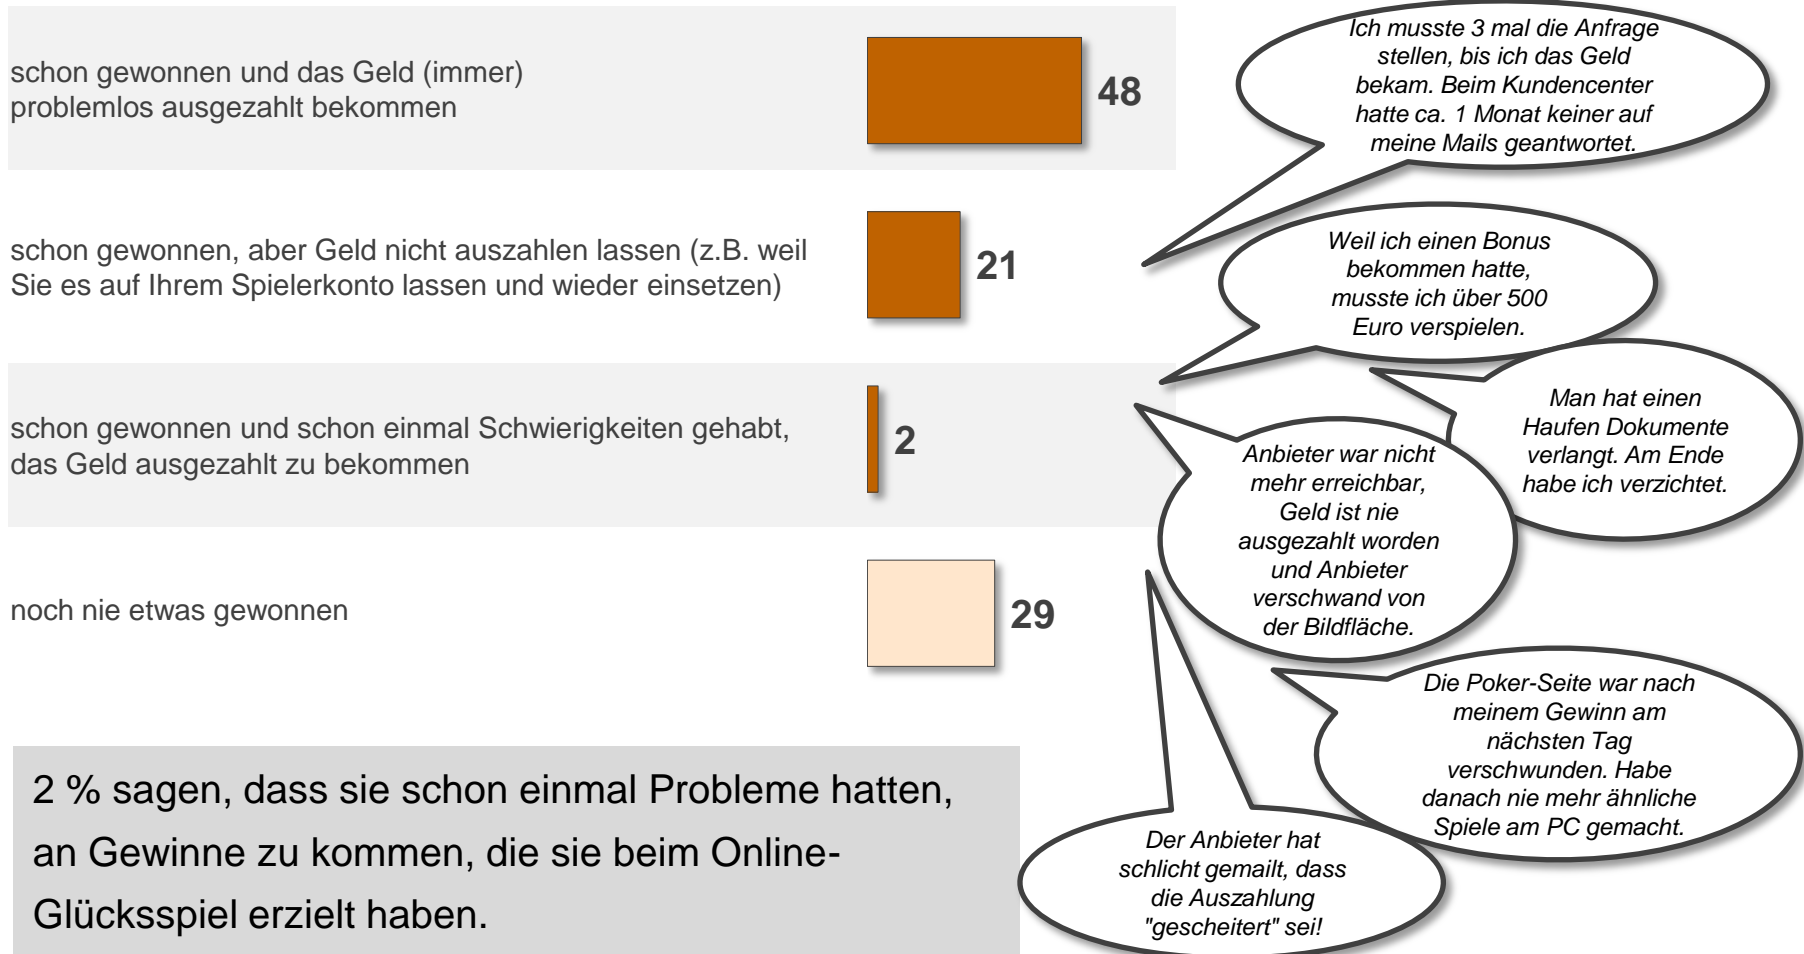 schon gewonnen und das Geld (immer)
problemlos ausgezahlt bekommen
48
schon gewonnen, aber Geld nicht auszahlen lassen (z.B. weil
Sie es auf Ihrem Spielerkonto lassen und wieder einsetzen)
21
schon gewonnen und schon einmal Schwierigkeiten gehabt,
das Geld ausgezahlt zu bekommen
2
noch nie etwas gewonnen
29
Ich musste 3 mal die Anfrage
stellen, bis ich das Geld
bekam. Beim Kundencenter
hatte ca. 1 Monat keiner auf
meine Mails geantwortet.
Weil ich einen Bonus
bekommen hatte,
musste ich über 500
Euro verspielen.
Man hat einen
Haufen Dokumente
verlangt. Am Ende
habe ich verzichtet.
Anbieter war nicht
mehr erreichbar,
Geld ist nie
ausgezahlt worden
und Anbieter
verschwand von
der Bildfläche.
Die Poker-Seite war nach
meinem Gewinn am
nächsten Tag
verschwunden. Habe
danach nie mehr ähnliche
Spiele am PC gemacht.
Der Anbieter hat
schlicht gemailt, dass
die Auszahlung
"gescheitert" sei!
2 % sagen, dass sie schon einmal Probleme hatten,
an Gewinne zu kommen, die sie beim Online-
Glücksspiel erzielt haben.